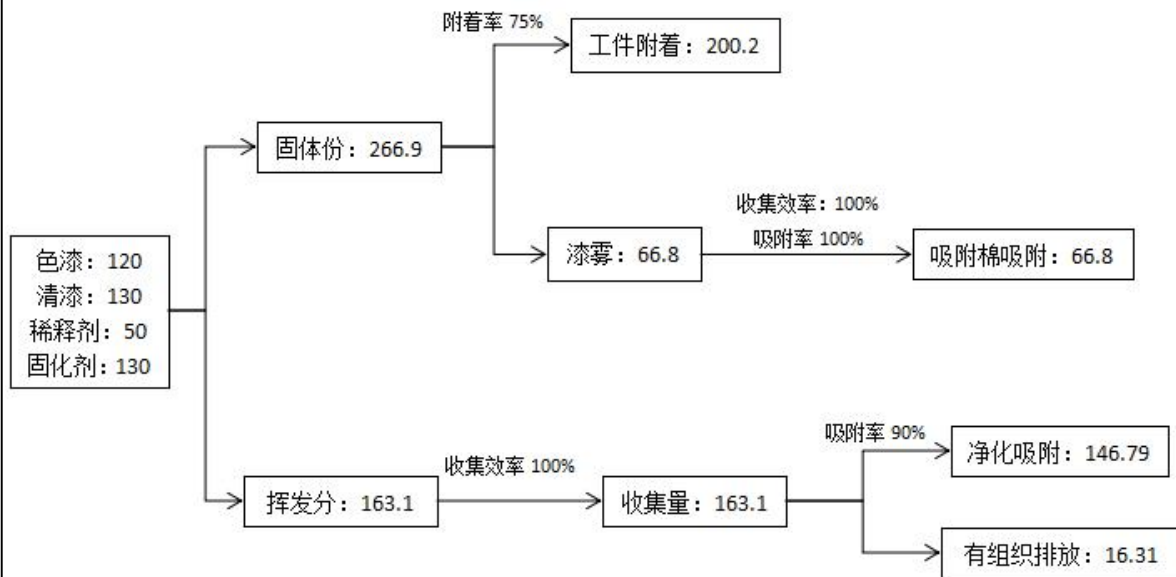 附着率 75%
工件附着：200.2
固体份：266.9
收集效率：100%
吸附率 100%
漆雾：66.8
吸附棉吸附：66.8
色漆：120
清漆：130
稀释剂：50
固化剂：130
吸附率 90%
净化吸附：146.79
收集效率 100%
挥发分：163.1
收集量：163.1
有组织排放：16.31